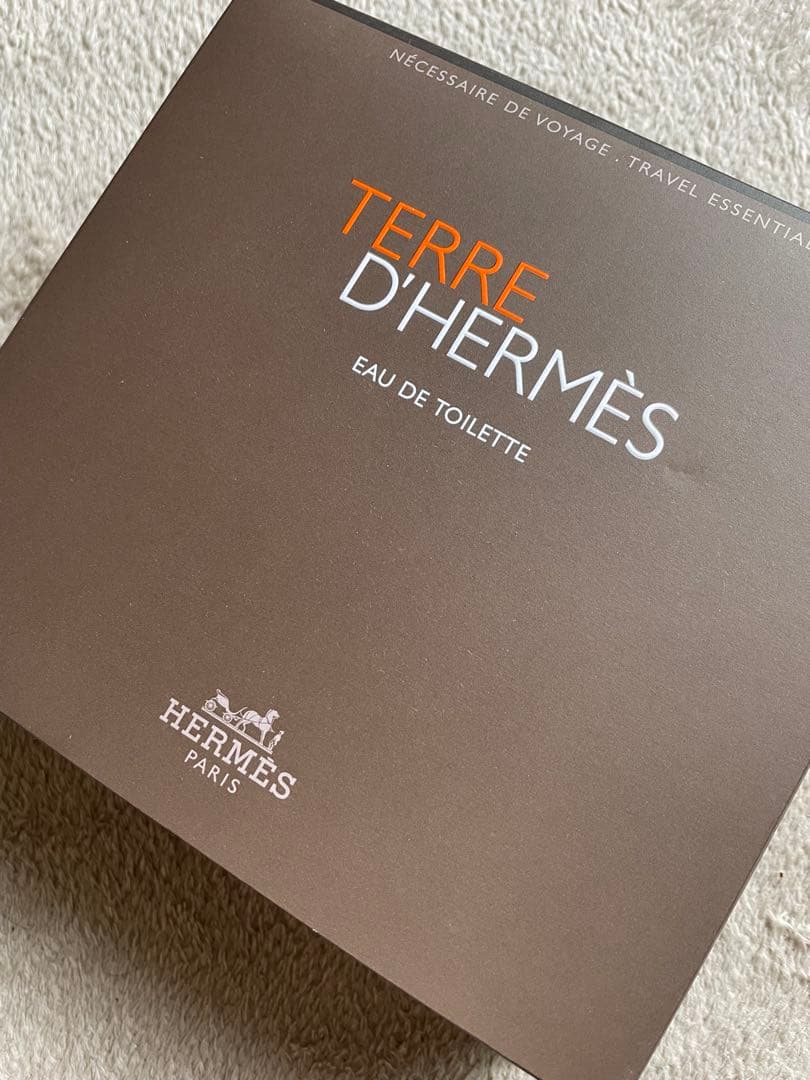 NÉCESSAIRE DE VOYAGE . TRAVEL ESSENTIAL
TERRE
D'HERMÈS
EAU DE TOILETTE
HERMÈS
PARIS